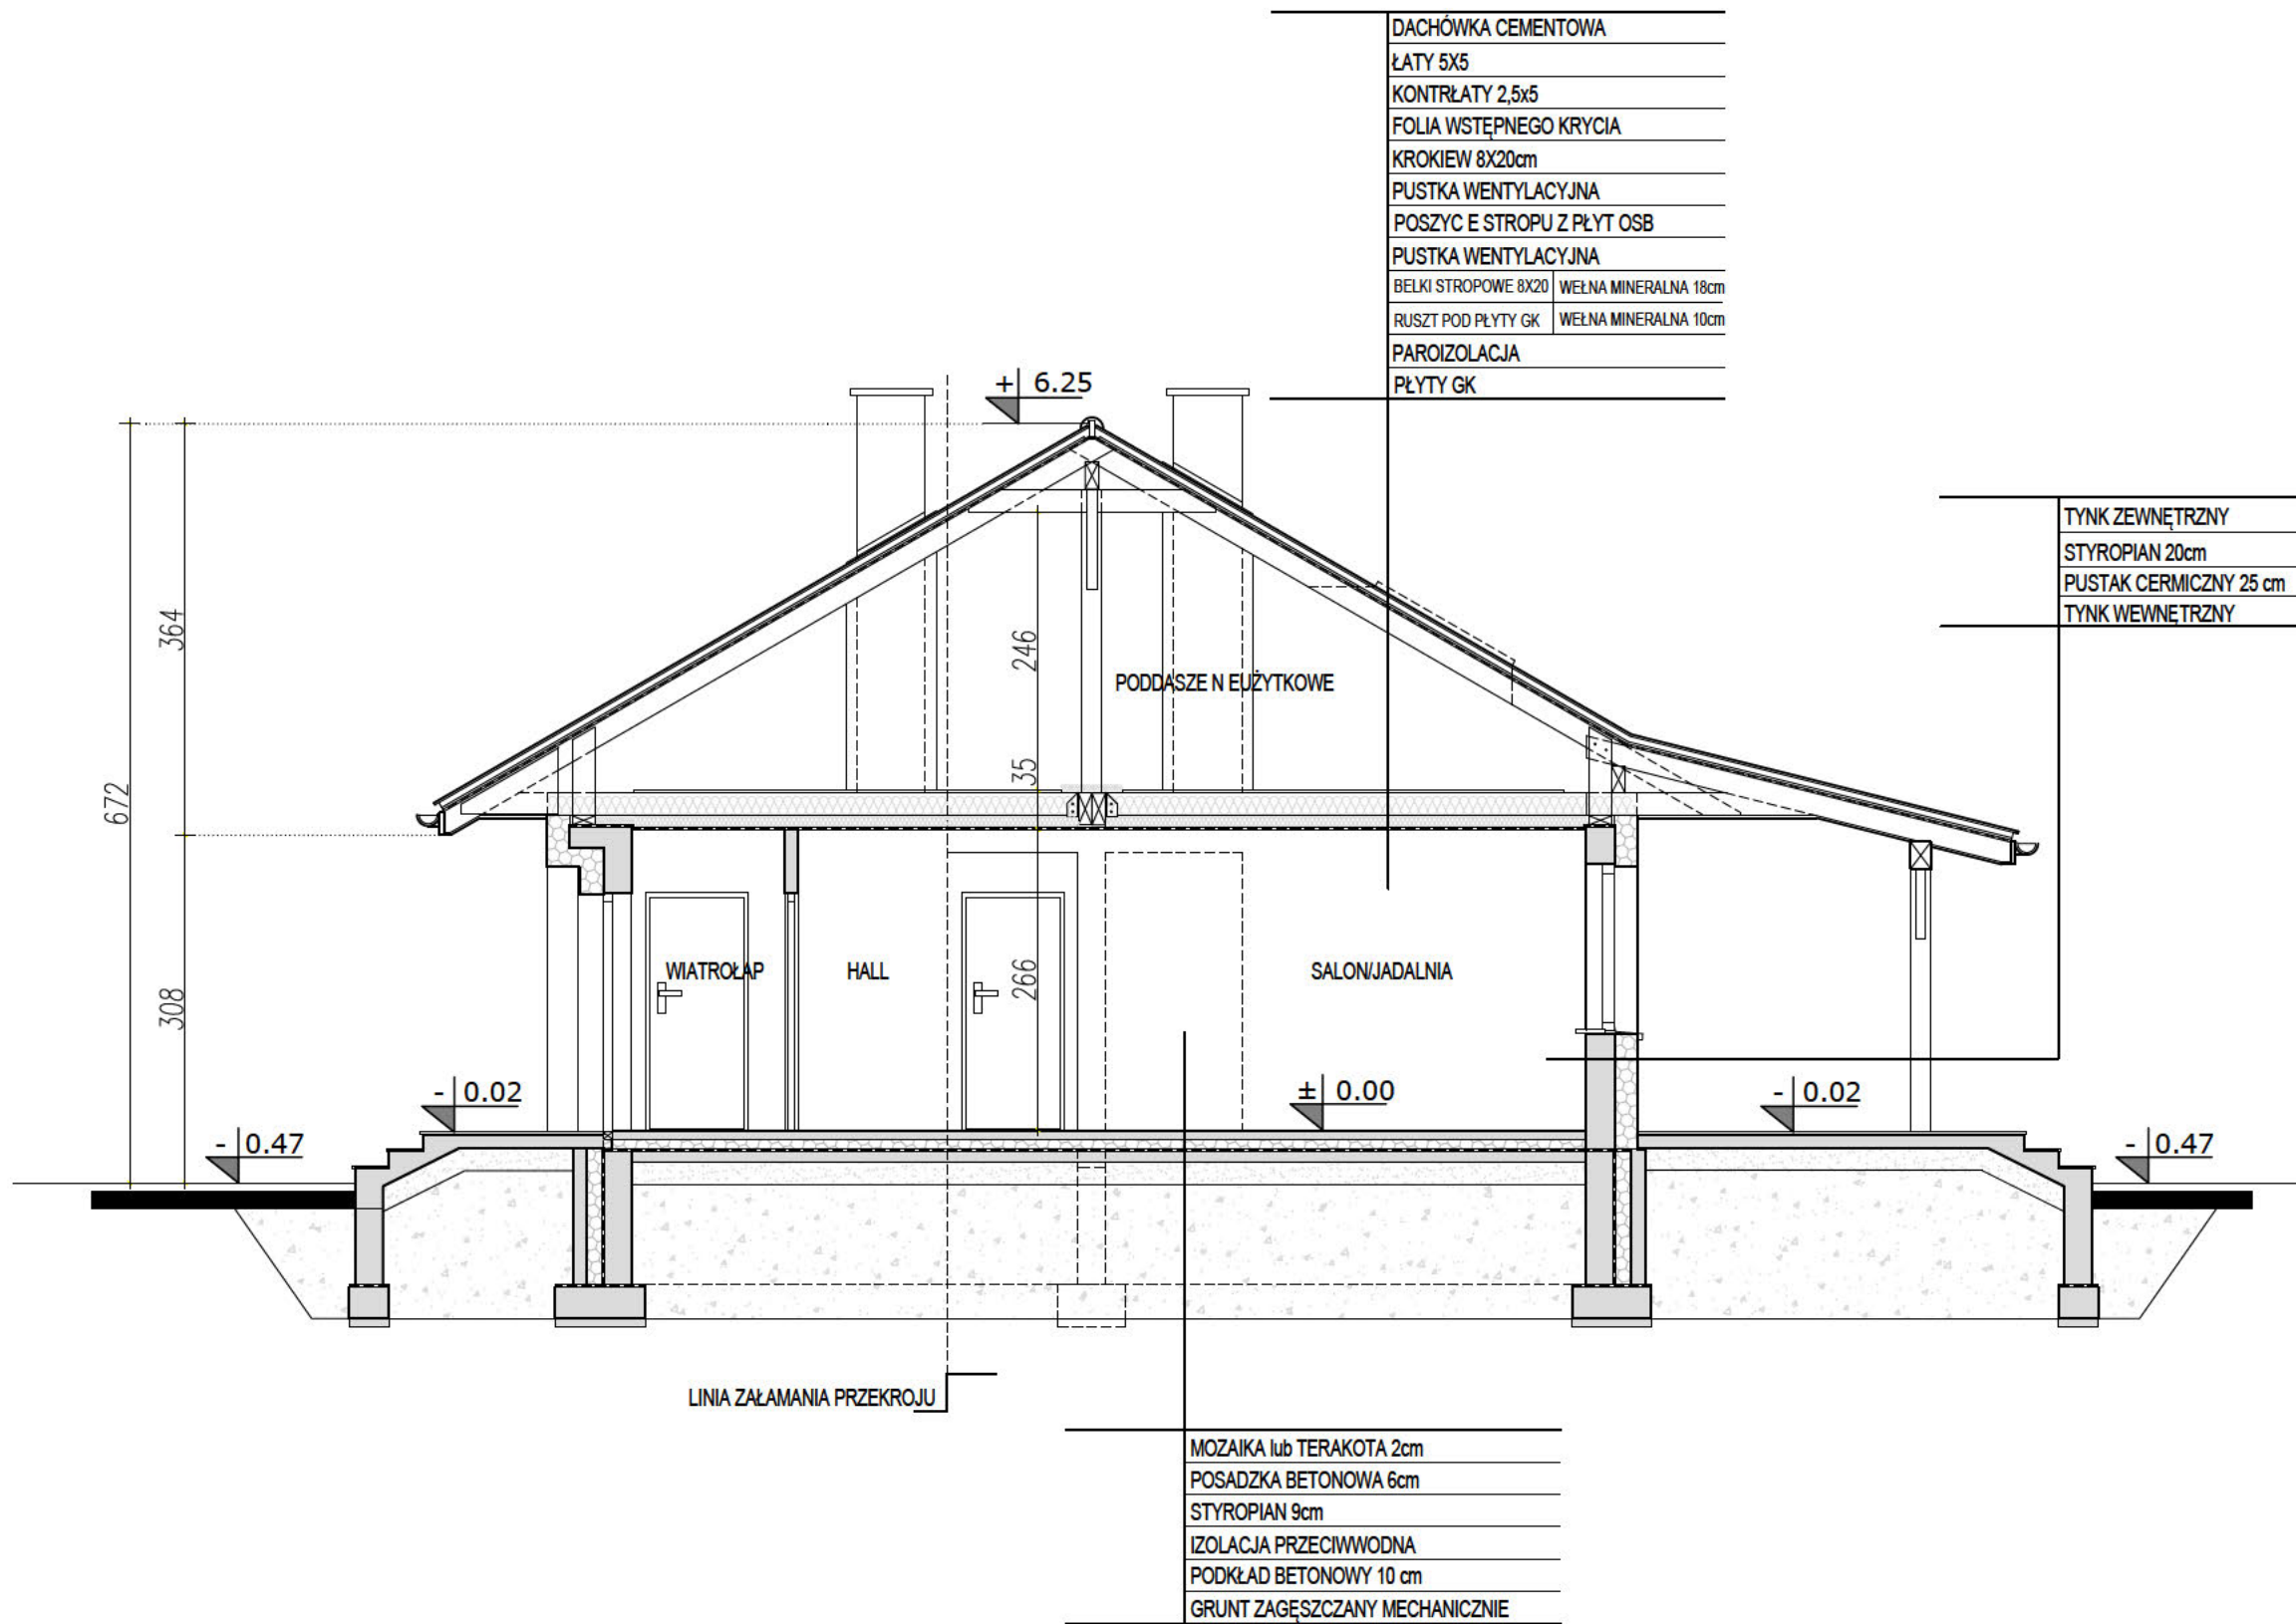 DACHÓWKA CEMENTOWA
ŁATY 5X5
KONTRŁATY 2,5x5
FOLIA WSTĘPNEGO KRYCIA
KROKIEW 8X20cm
PUSTKA WENTYLACYJNA
POSZYC E STROPU Z PŁYT OSB
PUSTKA WENTYLACYJNA
BELKI STROPOWE 8X20 WEŁNA MINERALNA 18cm
RUSZT POD PŁYTY GK WEŁNA MINERALNA 10cm
PAROIZOLACJA
PŁYTY GK
+ 6.25
TYNK ZEWNĘTRZNY
STYROPIAN 20cm
PUSTAK CERMICZNY 25 cm
TYNK WEWNĘTRZNY
364
246
PODDASZE N EUŻYTKOWE
35
672
WIATROŁAP
HALL
266
SALON/JADALNIA
308
- 0.02
± 0.00
- 0.02
- 0.47
- 0.47
LINIA ZAŁAMANIA PRZEKROJU
MOZAIKA lub TERAKOTA 2cm
POSADZKA BETONOWA 6cm
STYROPIAN 9cm
IZOLACJA PRZECIWWODNA
PODKŁAD BETONOWY 10 cm
GRUNT ZAGĘSZCZANY MECHANICZNIE